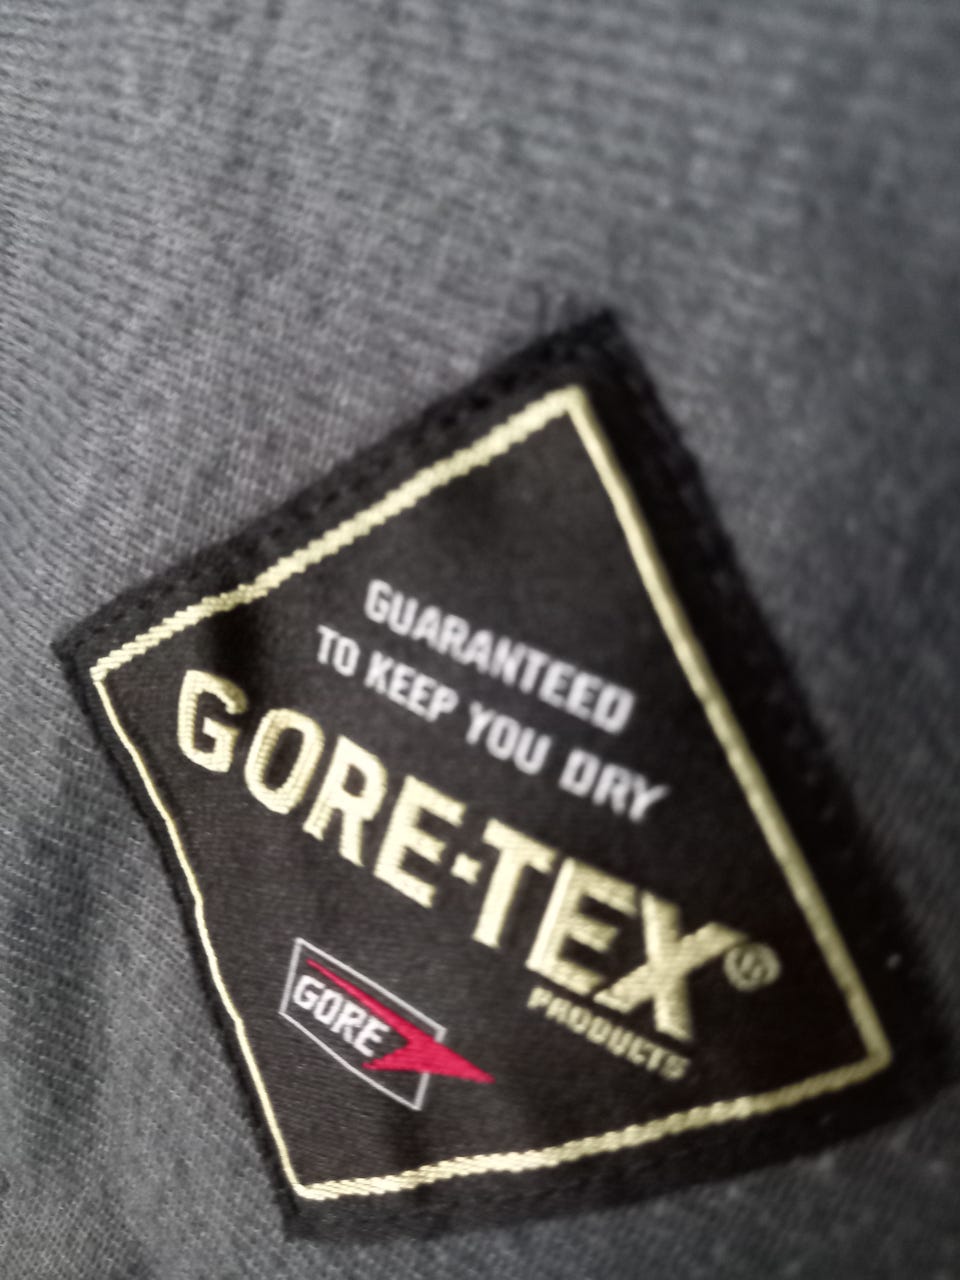 GUARANTEED
TO KEEP YOU DRY
GORE-TEX®
PRODUCTS
GORE